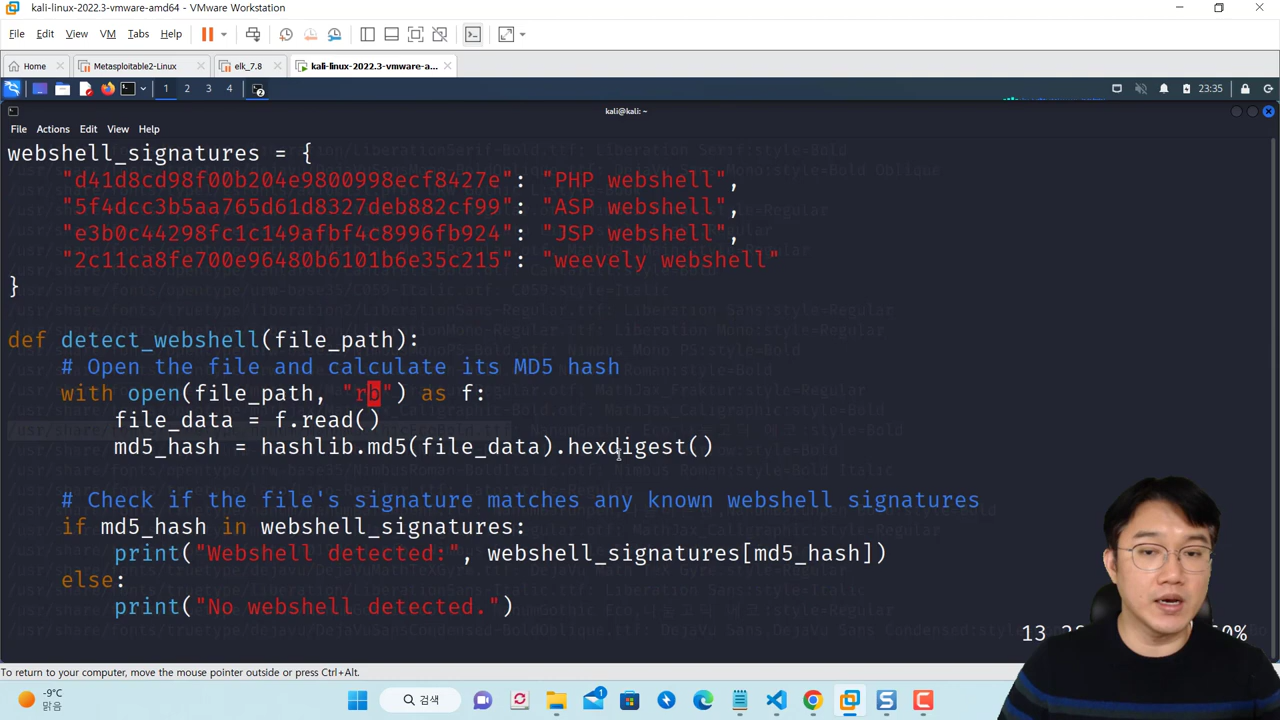 kali-linux-2022.3-vmware-amd64 - VMware Workstation
File Edit View VM Tabs Help
Home Metasploitable2-Linux elk_7.8 kali-linux-2022.3-vmware-a...
1 2 3 4 23:35
kali@kali: ~
File Actions Edit View Help
webshell_signatures = {
"d41d8cd98f00b204e9800998ecf8427e": "PHP webshell",
"5f4dcc3b5aa765d61d8327deb882cf99": "ASP webshell",
"e3b0c44298fc1c149afbf4c8996fb924": "JSP webshell",
"2c11ca8fe700e96480b6101b6e35c215": "weevely webshell"
}
def detect_webshell(file_path):
# Open the file and calculate its MD5 hash
with open(file_path, "rb") as f:
file_data = f.read()
md5_hash = hashlib.md5(file_data).hexdigest()
# Check if the file's signature matches any known webshell signatures
if md5_hash in webshell_signatures:
print("Webshell detected:", webshell_signatures[md5_hash])
else:
print("No webshell detected.")
To return to your computer, move the mouse pointer outside or press Ctrl+Alt.
-9°C
맑음
검색